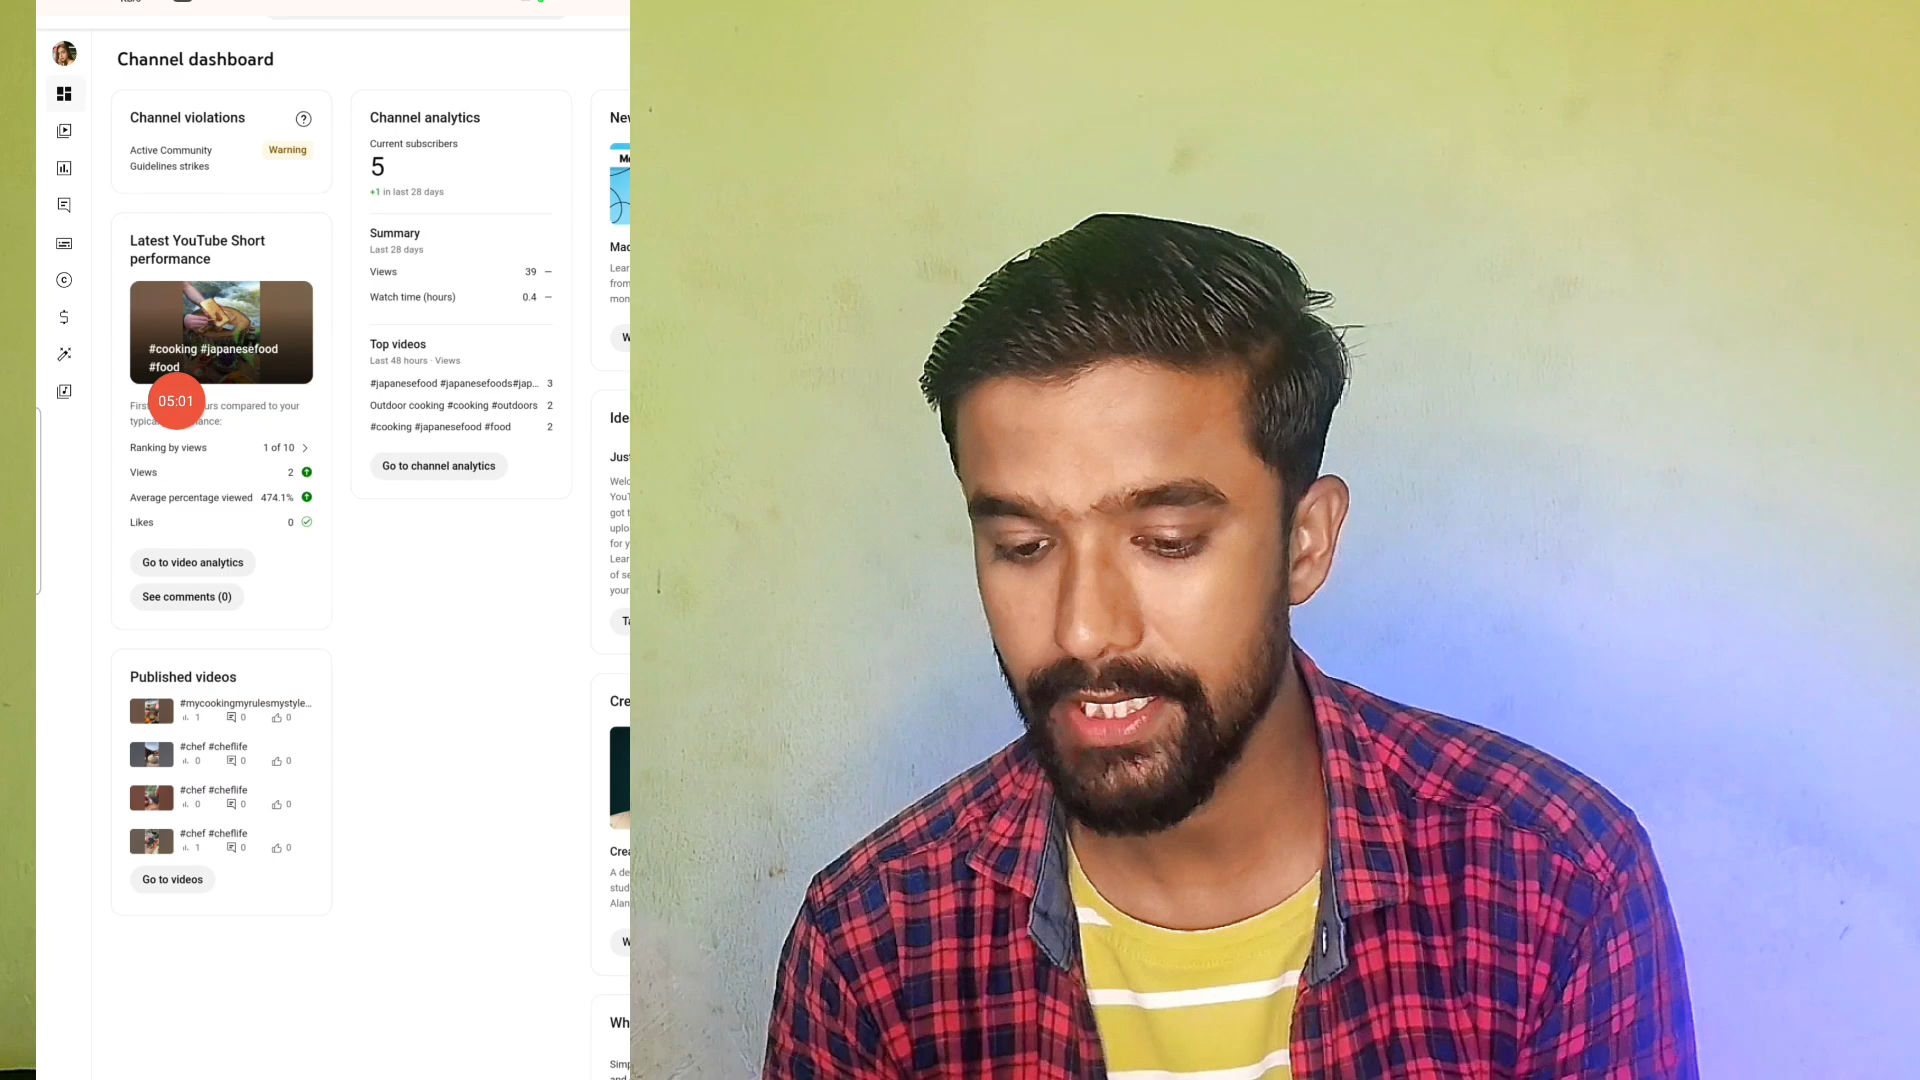 Channel dashboard
Channel violations
?
Active Community
Guidelines strikes
Warning
Latest YouTube Short
performance
#cooking #japanesefood
#food
05:01
urs compared to your
Ranking by views 1 of 10
Views 2
Average percentage viewed 474.1%
Likes 0
Go to video analytics
See comments (0)
Published videos
#mycookingmyrulesmystyle...
1 0 0
#chef #cheflife
0 0 0
#chef #cheflife
0 0 0
#chef #cheflife
1 0 0
Go to videos
Channel analytics
Current subscribers
5
+1 in last 28 days
Summary
Last 28 days
Views 39 –
Watch time (hours) 0.4 –
Top videos
Last 48 hours · Views
#japanesefood #japanesefoods#jap... 3
Outdoor cooking #cooking #outdoors 2
#cooking #japanesefood #food 2
Go to channel analytics
from
for y
of se
your